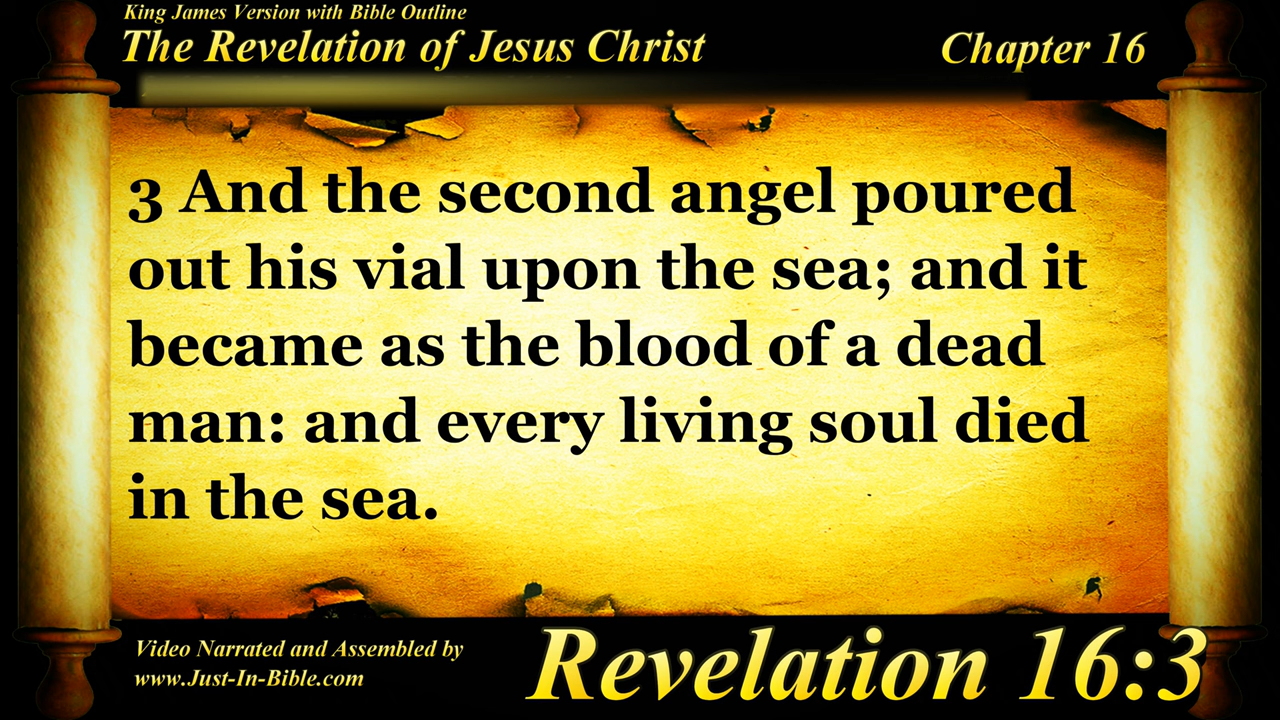 King James Version with Bible Outline
The Revelation of Jesus Christ
Chapter 16
3 And the second angel poured
out his vial upon the sea; and it
became as the blood of a dead
man: and every living soul died
in the sea.
Video Narrated and Assembled by
www.Just-In-Bible.com
Revelation 16:3